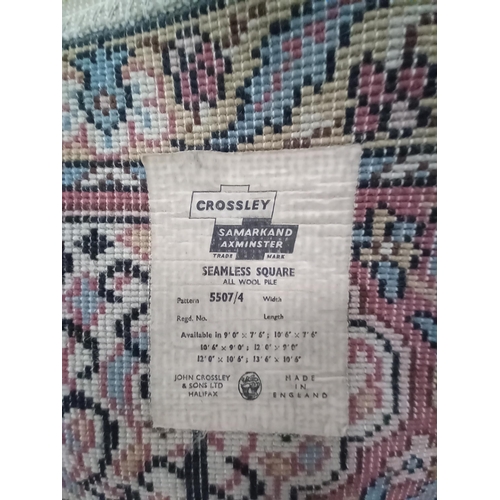 CROSSLEY
SAMARKAND
AXMINSTER
TRADE MARK
SEAMLESS SQUARE
ALL WOOL PILE
Pattern 5507/4 Width
Regd. No. Length
Available in 9' 0" × 7' 6"; 10' 6" × 7' 6"
10' 6" × 9' 0"; 12' 0" × 9' 0"
12' 0" × 10' 6"; 13' 6" × 10' 6"
JOHN CROSSLEY
& SONS LTD
HALIFAX
MADE
IN
ENGLAND